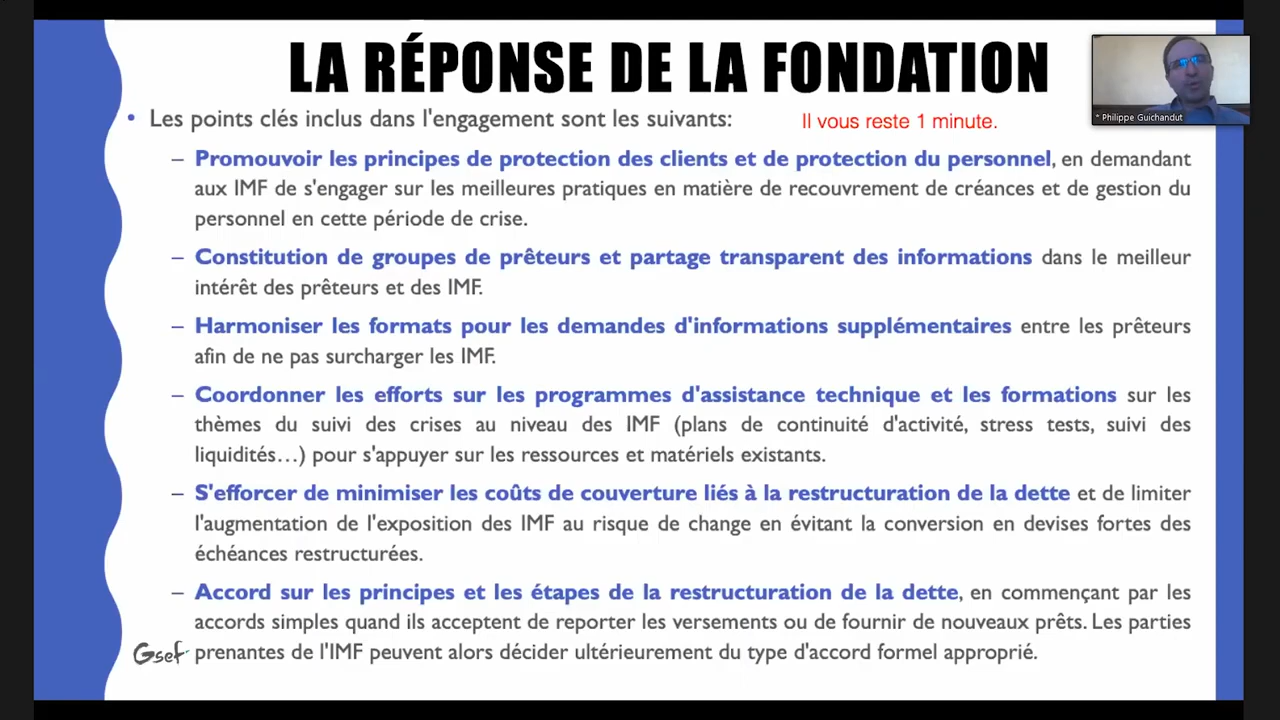 LA RÉPONSE DE LA FONDATION
• Les points clés inclus dans l'engagement sont les suivants:
Il vous reste 1 minute.
* Philippe Guichandut
– Promouvoir les principes de protection des clients et de protection du personnel, en demandant
aux IMF de s'engager sur les meilleures pratiques en matière de recouvrement de créances et de gestion du
personnel en cette période de crise.
– Constitution de groupes de prêteurs et partage transparent des informations dans le meilleur
intérêt des prêteurs et des IMF.
– Harmoniser les formats pour les demandes d'informations supplémentaires entre les prêteurs
afin de ne pas surcharger les IMF.
– Coordonner les efforts sur les programmes d'assistance technique et les formations sur les
thèmes du suivi des crises au niveau des IMF (plans de continuité d'activité, stress tests, suivi des
liquidités…) pour s'appuyer sur les ressources et matériels existants.
– S'efforcer de minimiser les coûts de couverture liés à la restructuration de la dette et de limiter
l'augmentation de l'exposition des IMF au risque de change en évitant la conversion en devises fortes des
échéances restructurées.
– Accord sur les principes et les étapes de la restructuration de la dette, en commençant par les
accords simples quand ils acceptent de reporter les versements ou de fournir de nouveaux prêts. Les parties
prenantes de l'IMF peuvent alors décider ultérieurement du type d'accord formel approprié.
Gsef